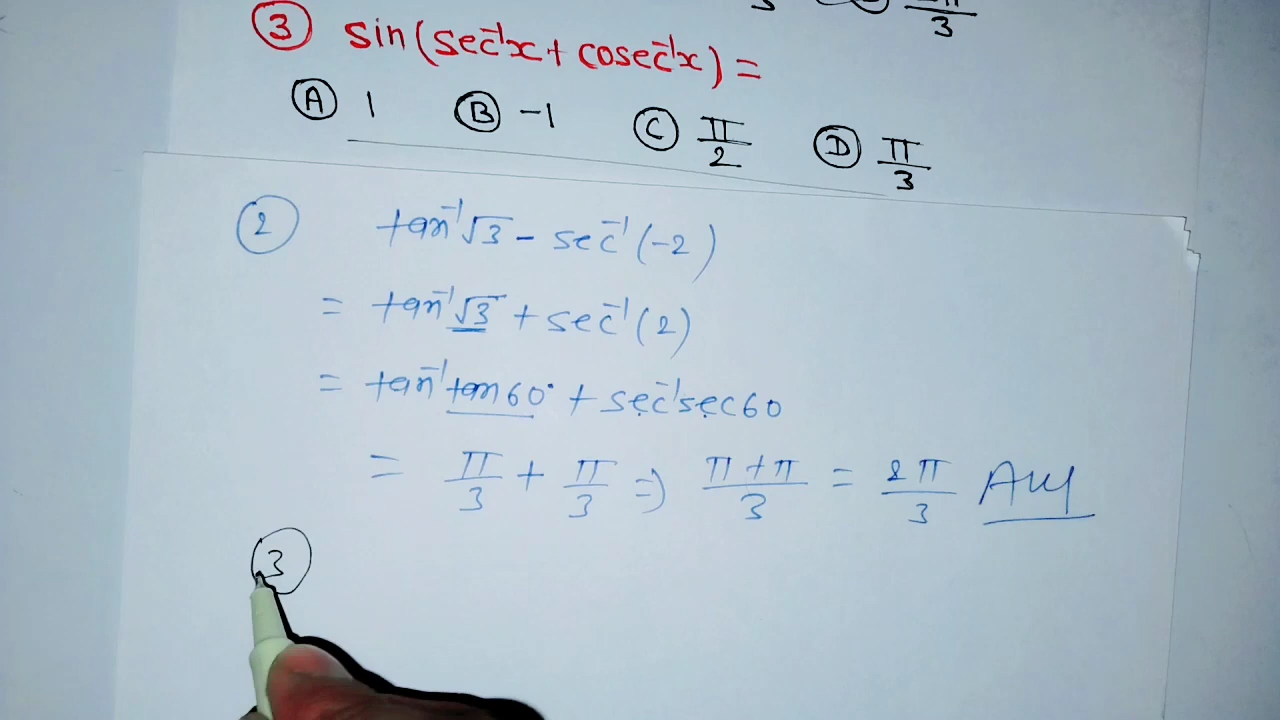 ③ sin(sec⁻¹x + cosec⁻¹x) =
Ⓐ 1 Ⓑ -1 Ⓒ π/2 Ⓓ π/3
② tan⁻¹√3 - sec⁻¹(-2)
= tan⁻¹√3 + sec⁻¹(2)
= tan⁻¹tan60° + sec⁻¹sec60
= π/3 + π/3 ⇒ (π+π)/3 = 2π/3
③